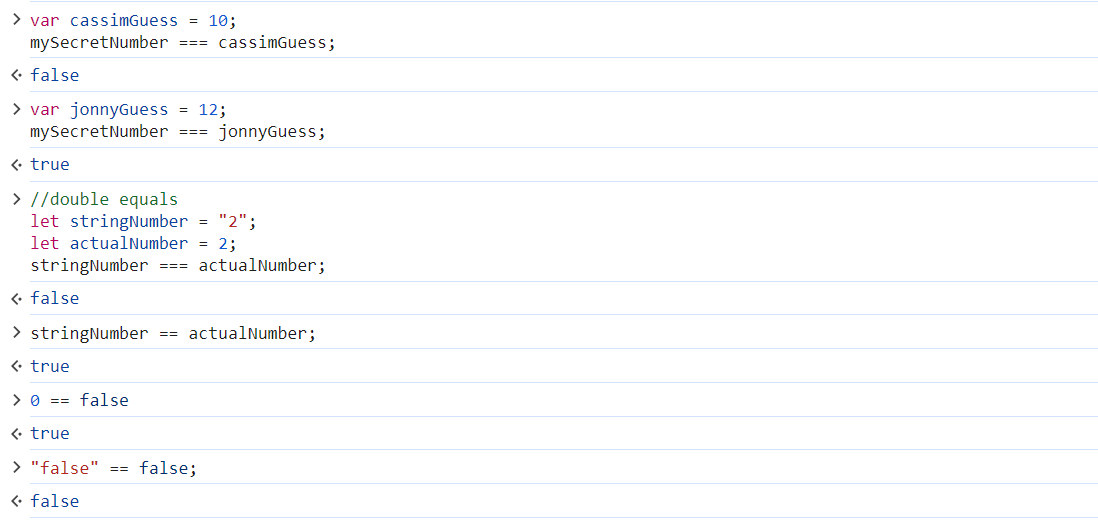 > var cassimGuess = 10;
mySecretNumber === cassimGuess;
false
> var jonnyGuess = 12;
mySecretNumber === jonnyGuess;
true
> //double equals
let stringNumber = "2";
let actualNumber = 2;
stringNumber === actualNumber;
false
> stringNumber == actualNumber;
true
> 0 == false
true
> "false" == false;
false